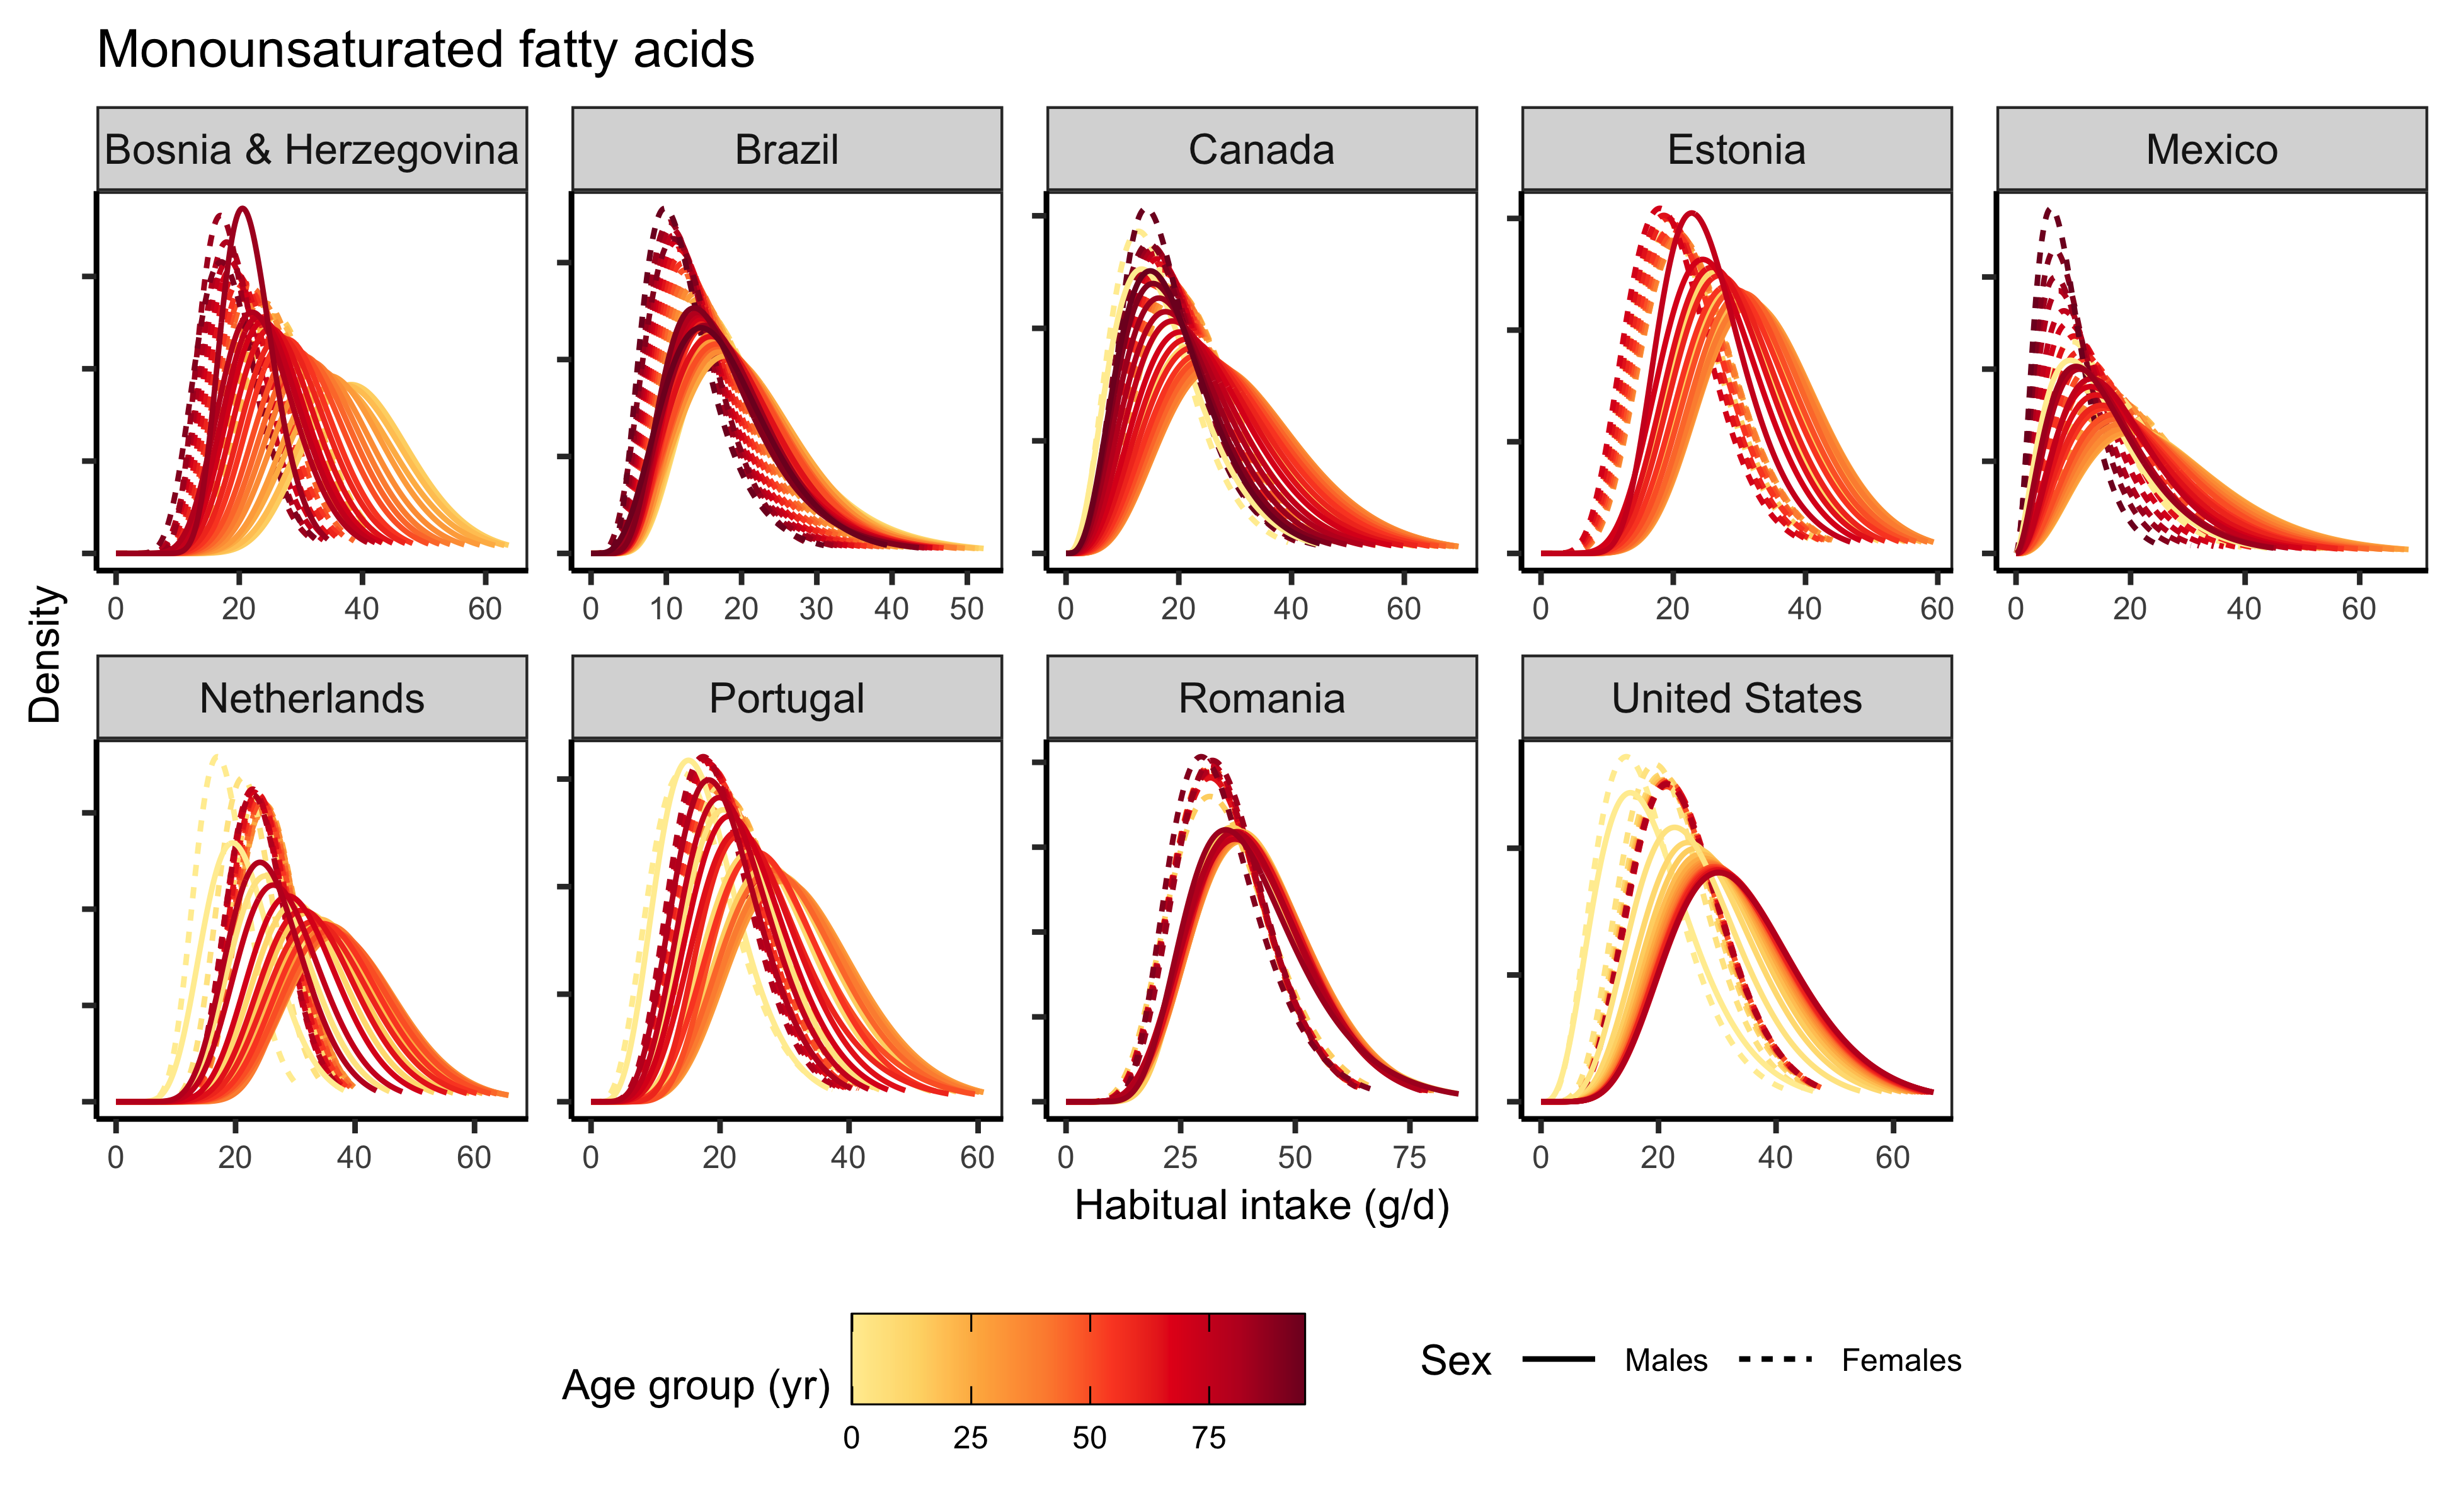 Monounsaturated fatty acids
Bosnia & Herzegovina
Brazil
Canada
Estonia
Mexico
0 20 40 60
0 10 20 30 40 50
0 20 40 60
0 20 40 60
0 20 40 60
Density
Netherlands
Portugal
Romania
United States
0 20 40 60
0 20 40 60
0 25 50 75
0 20 40 60
Habitual intake (g/d)
Age group (yr)
0 25 50 75
Sex
Males
Females